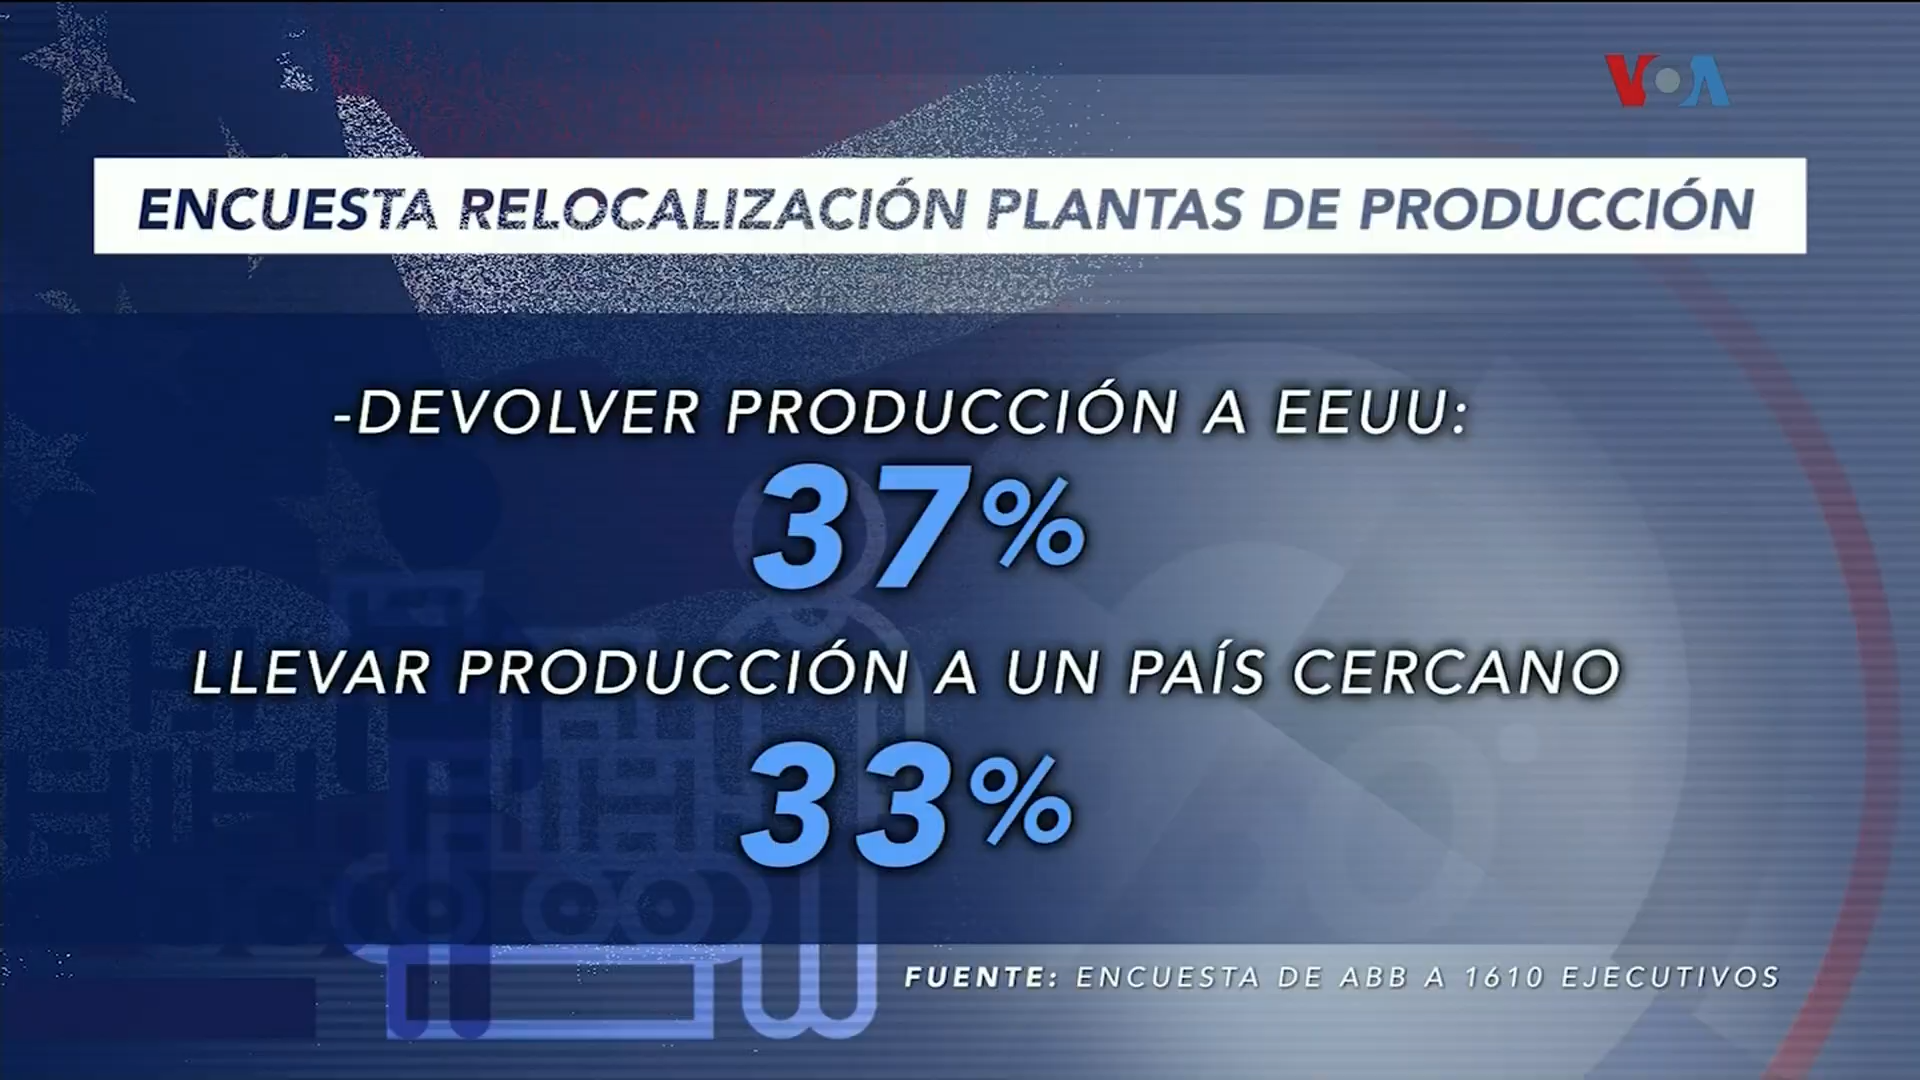 VOA
ENCUESTA RELOCALIZACIÓN PLANTAS DE PRODUCCIÓN
-DEVOLVER PRODUCCIÓN A EEUU:
37%
LLEVAR PRODUCCIÓN A UN PAÍS CERCANO
33%
FUENTE: ENCUESTA DE ABB A 1610 EJECUTIVOS